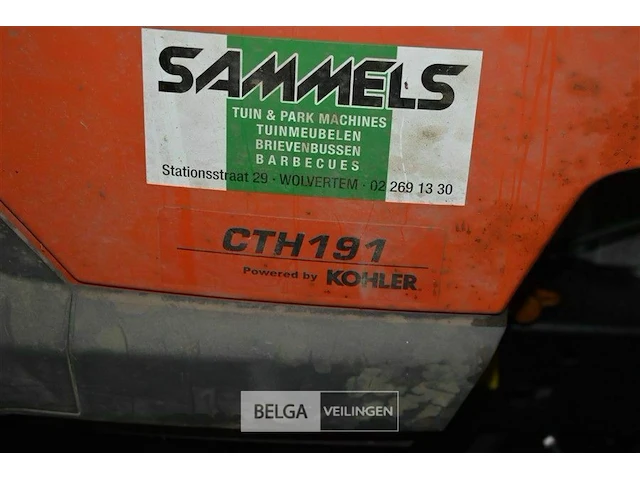 SAMMELS
TUIN & PARK MACHINES
TUINMEUBELEN
BRIEVENBUSSEN
BARBECUES
Stationsstraat 29 · WOLVERTEM · 02 269 13 30
CTH191
Powered by KOHLER
BELGA VEILINGEN